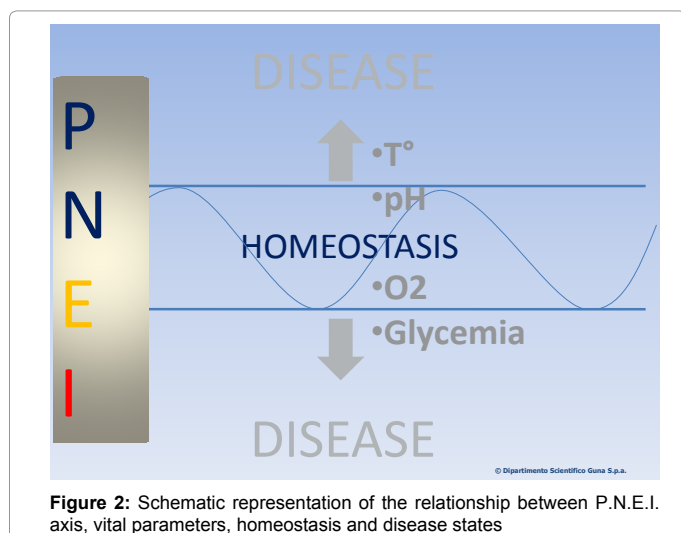 DISEASE
P
N
E
I
•T°
•pH
HOMEOSTASIS
•O2
•Glycemia
DISEASE
© Dipartimento Scientifico Guna S.p.a.
Figure 2: Schematic representation of the relationship between P.N.E.I.
axis, vital parameters, homeostasis and disease states